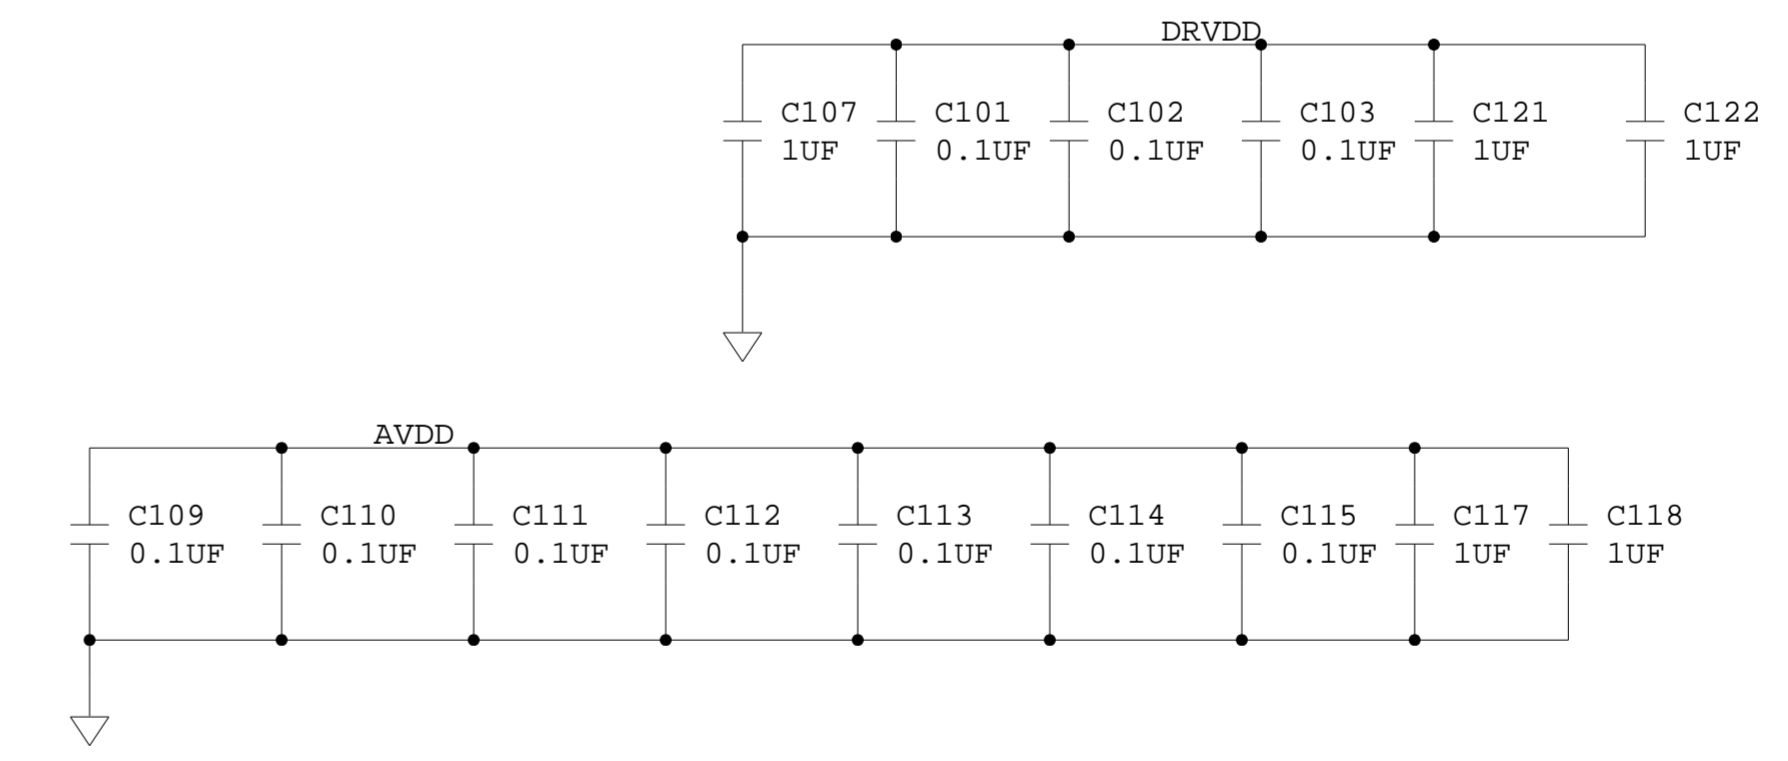 DRVDD
C107
1UF
C101
0.1UF
C102
0.1UF
C103
0.1UF
C121
1UF
C122
1UF
AVDD
C109
0.1UF
C110
0.1UF
C111
0.1UF
C112
0.1UF
C113
0.1UF
C114
0.1UF
C115
0.1UF
C117
1UF
C118
1UF